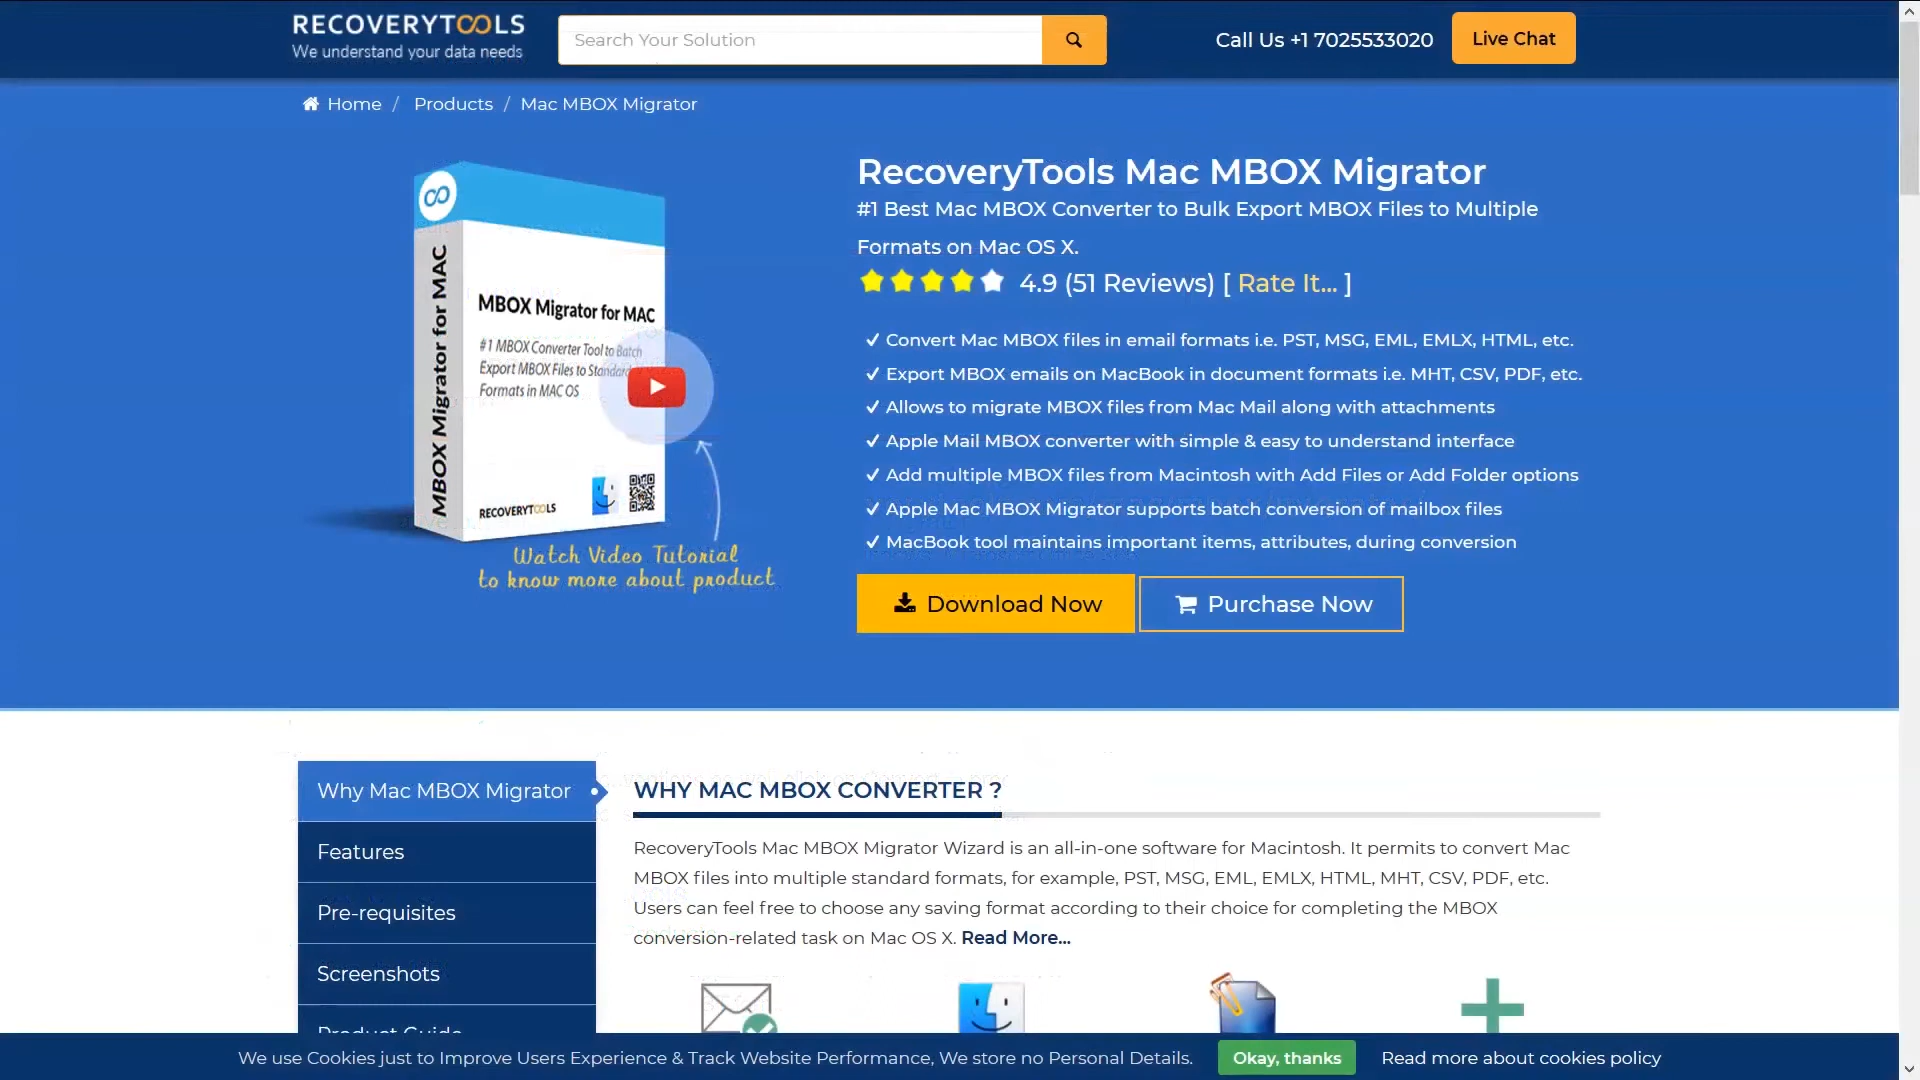 RECOVERYTOOLS
We understand your data needs
Search Your Solution
Call Us +1 7025533020
Live Chat
Home / Products / Mac MBOX Migrator
MBOX Migrator for MAC
MBOX Migrator for MAC
#1 MBOX Converter Tool to Batch
Export MBOX Files to Standard
Formats in MAC OS
RECOVERYTOOLS
Watch Video Tutorial
to know more about product
RecoveryTools Mac MBOX Migrator
#1 Best Mac MBOX Converter to Bulk Export MBOX Files to Multiple
Formats on Mac OS X.
4.9 (51 Reviews) [ Rate It... ]
✓ Convert Mac MBOX files in email formats i.e. PST, MSG, EML, EMLX, HTML, etc.
✓ Export MBOX emails on MacBook in document formats i.e. MHT, CSV, PDF, etc.
✓ Allows to migrate MBOX files from Mac Mail along with attachments
✓ Apple Mail MBOX converter with simple & easy to understand interface
✓ Add multiple MBOX files from Macintosh with Add Files or Add Folder options
✓ Apple Mac MBOX Migrator supports batch conversion of mailbox files
✓ MacBook tool maintains important items, attributes, during conversion
Download Now
Purchase Now
Why Mac MBOX Migrator
Features
Pre-requisites
Screenshots
Product Guide
WHY MAC MBOX CONVERTER ?
RecoveryTools Mac MBOX Migrator Wizard is an all-in-one software for Macintosh. It permits to convert Mac
MBOX files into multiple standard formats, for example, PST, MSG, EML, EMLX, HTML, MHT, CSV, PDF, etc.
Users can feel free to choose any saving format according to their choice for completing the MBOX
conversion-related task on Mac OS X. Read More...
We use Cookies just to Improve Users Experience & Track Website Performance, We store no Personal Details.
Okay, thanks
Read more about cookies policy